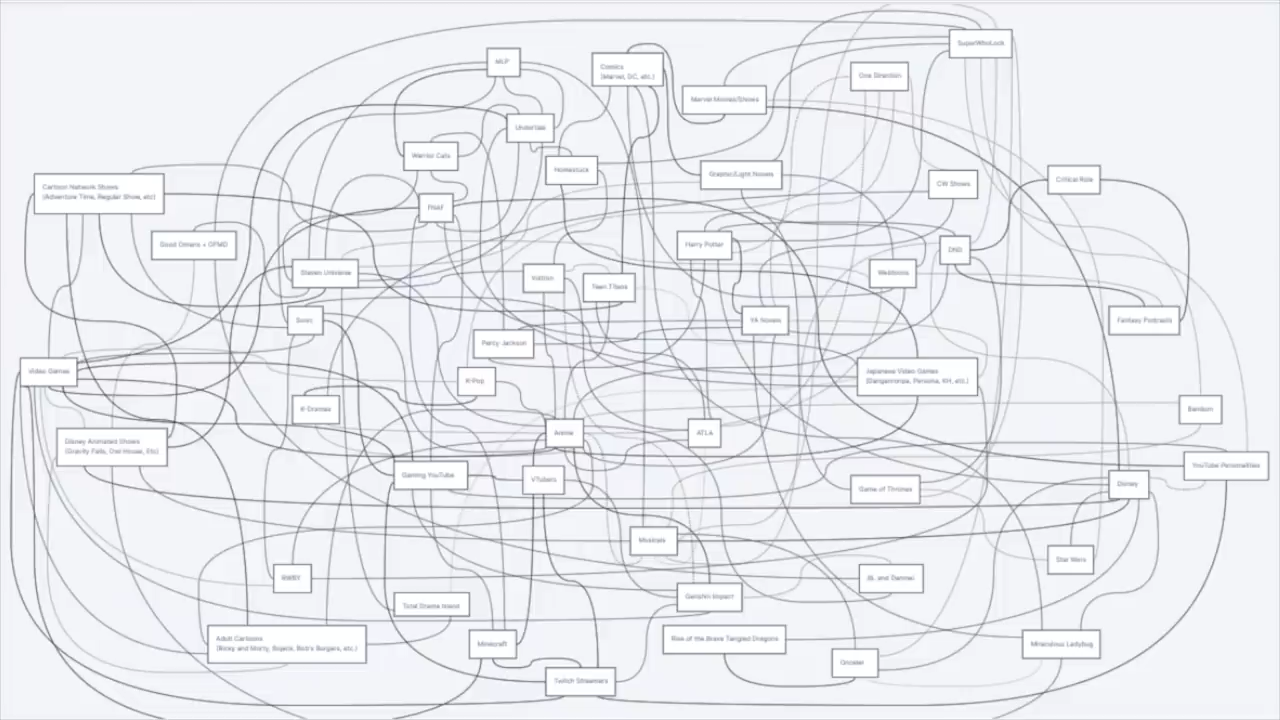 SuperWhoLock
MLP
Comics
(Marvel, DC, etc.)
One Direction
Marvel Movies/Shows
Undertale
Warrior Cats
Homestuck
Graphic/Light Novels
CW Shows
Critical Role
Cartoon Network Shows
(Adventure Time, Regular Show, etc)
FNAF
Good Omens + OFMD
Harry Potter
DND
Steven Universe
Voltron
Teen Titans
Webtoons
Sonic
YA Novels
Fantasy Podcasts
Percy Jackson
Video Games
K-Pop
Japanese Video Games
(Danganronpa, Persona, KH, etc.)
K-Dramas
Bandom
Anime
ATLA
Disney Animated Shows
(Gravity Falls, Owl House, Etc)
Gaming YouTube
VTubers
YouTube Personalities
Disney
Game of Thrones
Musicals
Star Wars
RWBY
Dan and
Genshin Impact
Total Drama Island
Adult Cartoons
(Ricky and Morty, Bojack, Bob's Burgers, etc.)
Minecraft
Rise of the Brave Tangled Dragons
Miraculous Ladybug
Onceler
Twitch Streamers